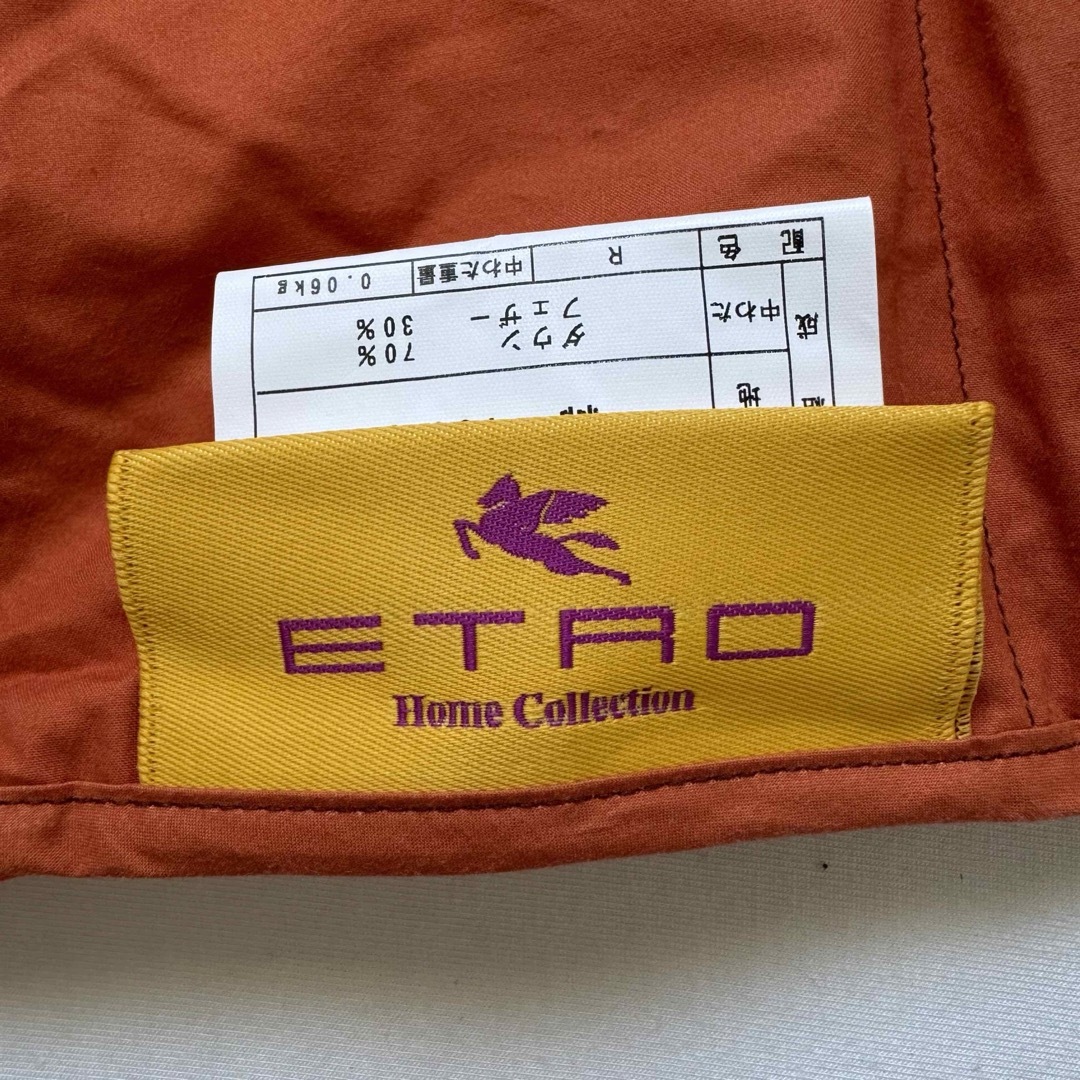 ETRO
Home Collection
組成
地
中わた
ダウン 70%
フェザー 30%
配色
R
中わた重量
0.06kg